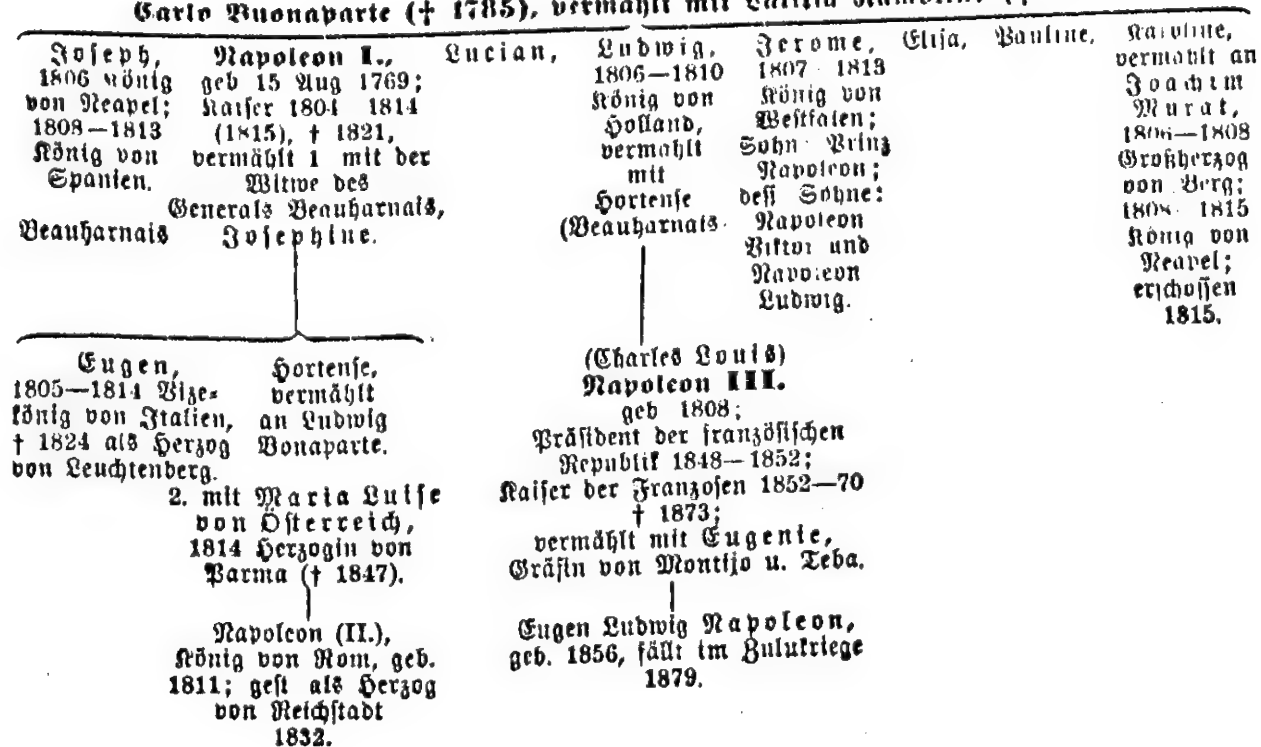 Carlo Buonaparte († 1785), vermählt mit
Joseph,
1806 König
von Neapel;
1808—1813
König von
Spanien.
Napoleon I.,
geb 15 Aug 1769;
Kaiser 1804 1814
(1815), † 1821,
vermählt 1 mit der
Witwe des
Generals Beauharnais,
Josephine.
Beauharnais
Eugen,
1805—1814 Vize-
könig von Italien,
† 1824 als Herzog
von Leuchtenberg.
Hortense,
vermählt
an Ludwig
Bonaparte.
2. mit Maria Luise
von Österreich,
1814 Herzogin von
Parma († 1847).
Napoleon (II.),
König von Rom, geb.
1811; gest als Herzog
von Reichstadt
1832.
Lucian,
Ludwig,
1806—1810
König von
Holland,
vermählt
mit
Hortense
(Beauharnais.
(Charles Louis)
Napoleon III.
geb 1808;
Präsident der französischen
Republik 1848—1852;
Kaiser der Franzosen 1852—70
† 1873;
vermählt mit Eugenie,
Gräfin von Montijo u. Teba.
Eugen Ludwig Napoleon,
geb. 1856, fällt im Zulukriege
1879.
Jerome,
1807 1813
König von
Westfalen;
Sohn Prinz
Napoleon;
dess Söhne:
Napoleon
Viktor und
Napoleon
Ludwig.
Elisa,
Pauline,
Karoline,
vermählt an
Joachim
Murat,
1806—1808
Großherzog
von Berg;
1808 1815
König von
Neapel;
erschossen
1815.